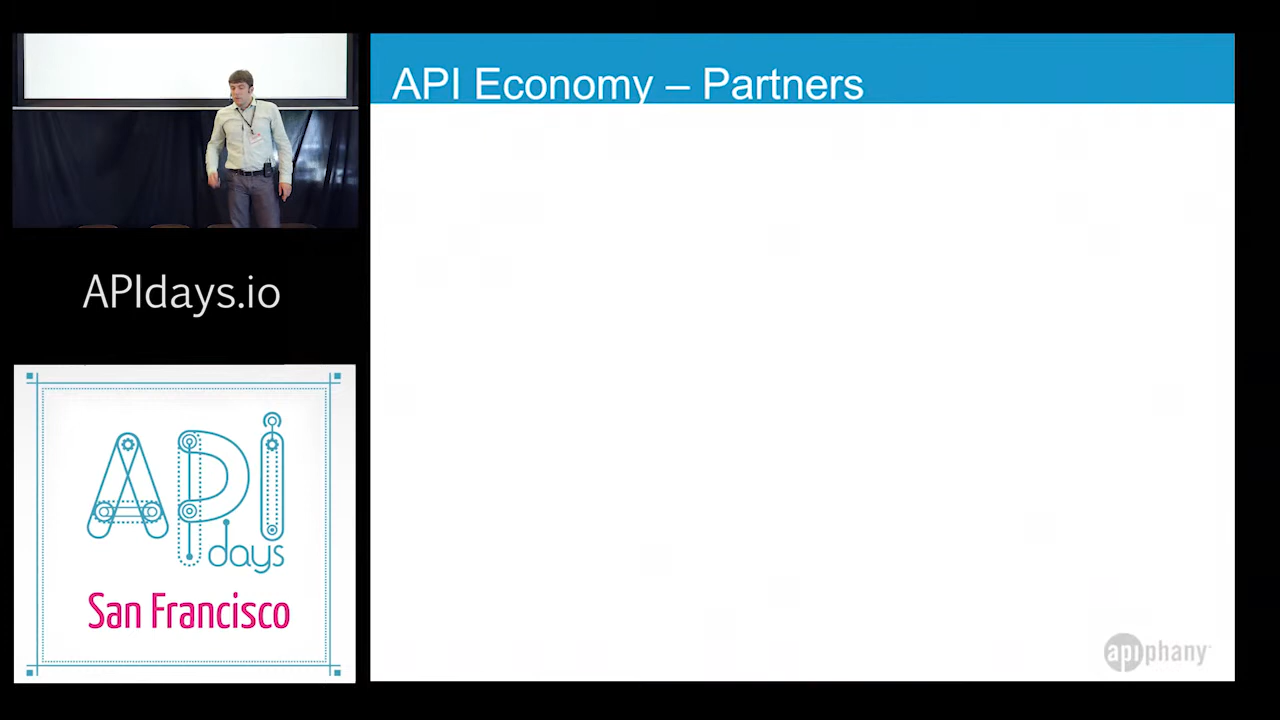 API Economy – Partners
APIdays.io
API
days
San Francisco
apiphany